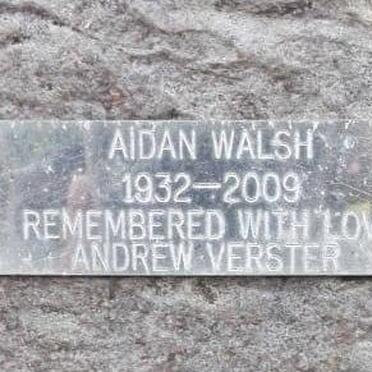 AIDAN WALSH
1932—2009
REMEMBERED WITH LOV
ANDREW VERSTER